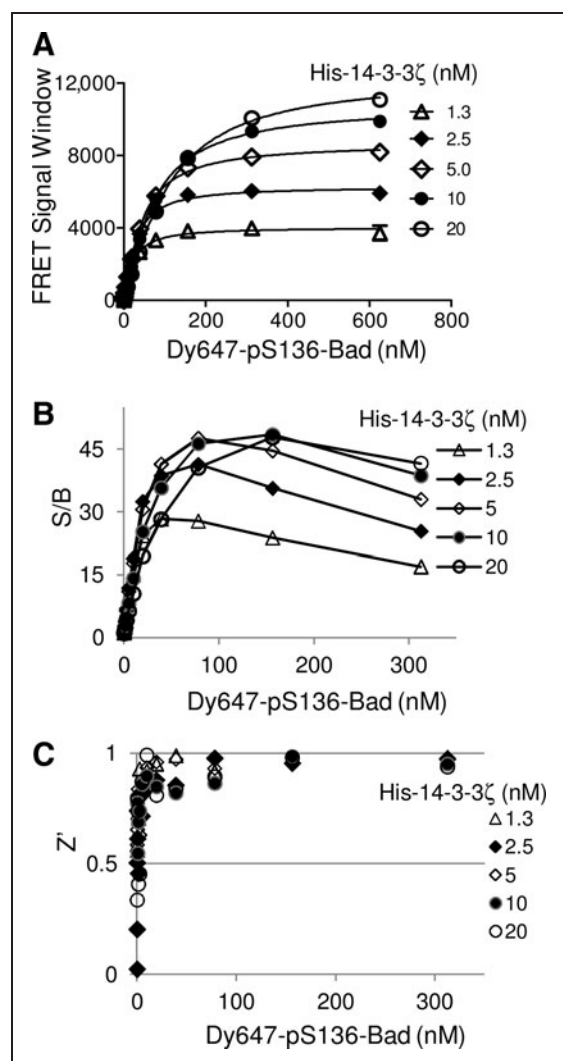 A
His-14-3-3ζ (nM)
12,000
8000
4000
0
FRET Signal Window
1.3
2.5
5.0
10
20
0 200 400 600 800
Dy647-pS136-Bad (nM)
B
His-14-3-3ζ (nM)
45
30
15
0
S/B
1.3
2.5
5
10
20
0 100 200 300
Dy647-pS136-Bad (nM)
C
1
0.5
0
Z'
His-14-3-3ζ (nM)
1.3
2.5
5
10
20
0 100 200 300
Dy647-pS136-Bad (nM)